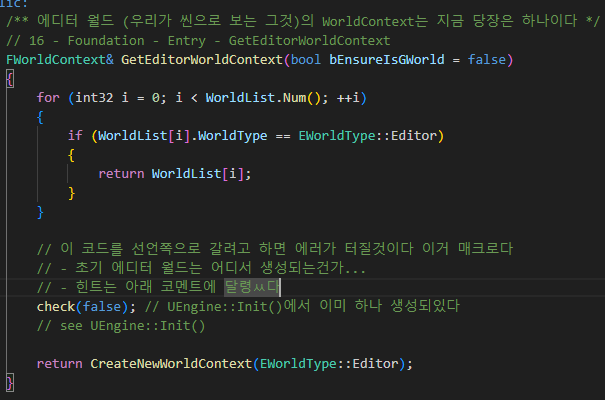 lic:
/** 에디터 월드 (우리가 씬으로 보는 그것)의 WorldContext는 지금 당장은 하나이다 */
// 16 - Foundation - Entry - GetEditorWorldContext
FWorldContext& GetEditorWorldContext(bool bEnsureIsGWorld = false)
{
for (int32 i = 0; i < WorldList.Num(); ++i)
{
if (WorldList[i].WorldType == EWorldType::Editor)
{
return WorldList[i];
}
}
// 이 코드를 선언쪽으로 갈려고 하면 에러가 터질것이다 이거 매크로다
// - 초기 에디터 월드는 어디서 생성되는건가...
// - 힌트는 아래 코멘트에 달령ㅆ다
check(false); // UEngine::Init()에서 이미 하나 생성되있다
// see UEngine::Init()
return CreateNewWorldContext(EWorldType::Editor);
}